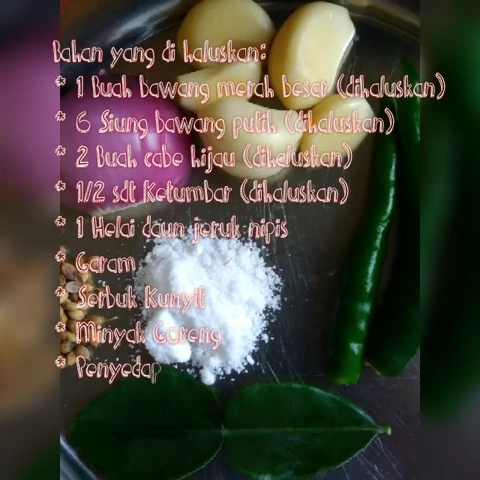 Bahan yang di haluskan:
* 1 Buah bawang merah besar (dihaluskan)
* 6 Siung bawang putih (dihaluskan)
* 2 Buah cabe hijau (dihaluskan)
* 1/2 sdt Ketumbar (dihaluskan)
* 1 Helai daun jeruk nipis
* Garam
* Serbuk Kunyit
* Minyak Goreng
* Penyedap